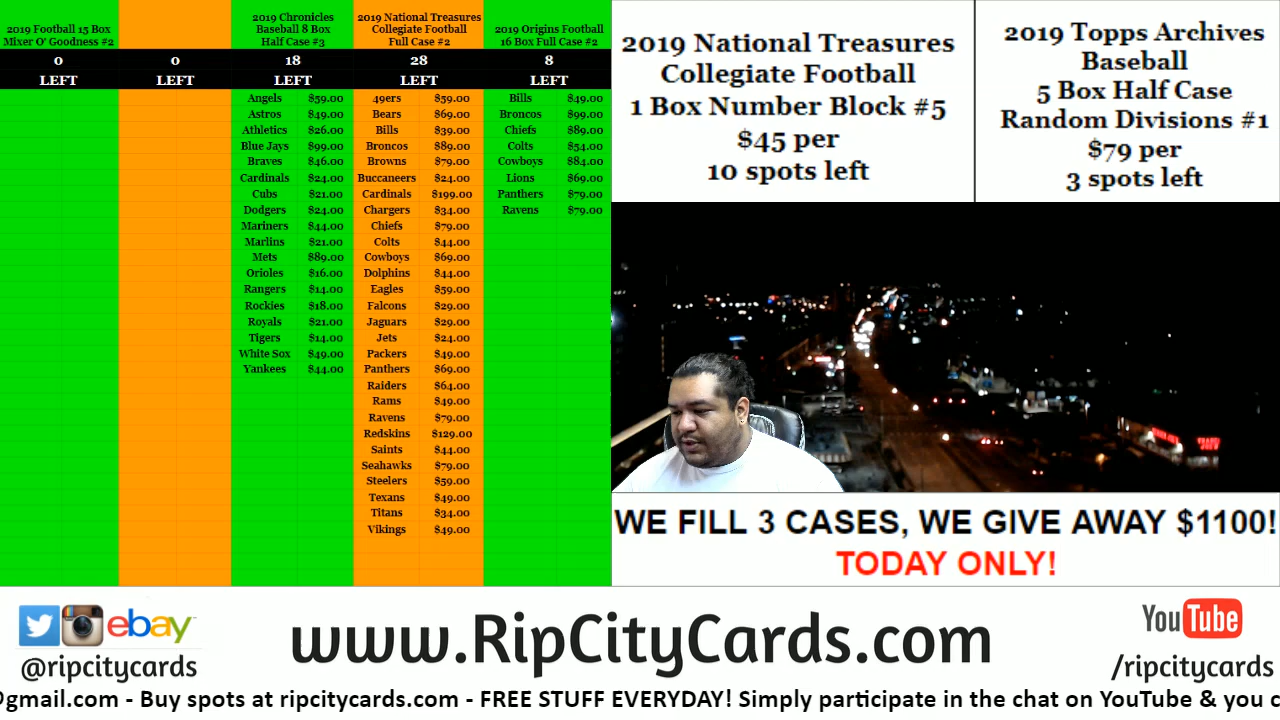 2019 Football 15 Box
Mixer O' Goodness #2
0
LEFT
0
LEFT
2019 Chronicles
Baseball 8 Box
Half Case #3
18
LEFT
Angels $59.00
Astros $49.00
Athletics $26.00
Blue Jays $99.00
Braves $46.00
Cardinals $24.00
Cubs $21.00
Dodgers $24.00
Mariners $44.00
Marlins $21.00
Mets $89.00
Orioles $16.00
Rangers $14.00
Rockies $18.00
Royals $21.00
Tigers $14.00
White Sox $49.00
Yankees $44.00
2019 National Treasures
Collegiate Football
Full Case #2
28
LEFT
49ers $59.00
Bears $69.00
Bills $39.00
Broncos $89.00
Browns $79.00
Buccaneers $24.00
Cardinals $199.00
Chargers $34.00
Chiefs $79.00
Colts $44.00
Cowboys $69.00
Dolphins $44.00
Eagles $59.00
Falcons $29.00
Jaguars $29.00
Jets $24.00
Packers $49.00
Panthers $69.00
Raiders $64.00
Rams $49.00
Ravens $79.00
Redskins $129.00
Saints $44.00
Seahawks $79.00
Steelers $59.00
Texans $49.00
Titans $34.00
Vikings $49.00
2019 Origins Football
16 Box Full Case #2
8
LEFT
Bills $49.00
Broncos $99.00
Chiefs $89.00
Colts $54.00
Cowboys $84.00
Lions $69.00
Panthers $79.00
Ravens $79.00
2019 National Treasures
Collegiate Football
1 Box Number Block #5
$45 per
10 spots left
2019 Topps Archives
Baseball
5 Box Half Case
Random Divisions #1
$79 per
3 spots left
WE FILL 3 CASES, WE GIVE AWAY $1100!
TODAY ONLY!
ebay
@ripcitycards
www.RipCityCards.com
YouTube
/ripcitycards
@gmail.com - Buy spots at ripcitycards.com - FREE STUFF EVERYDAY! Simply participate in the chat on YouTube & you c